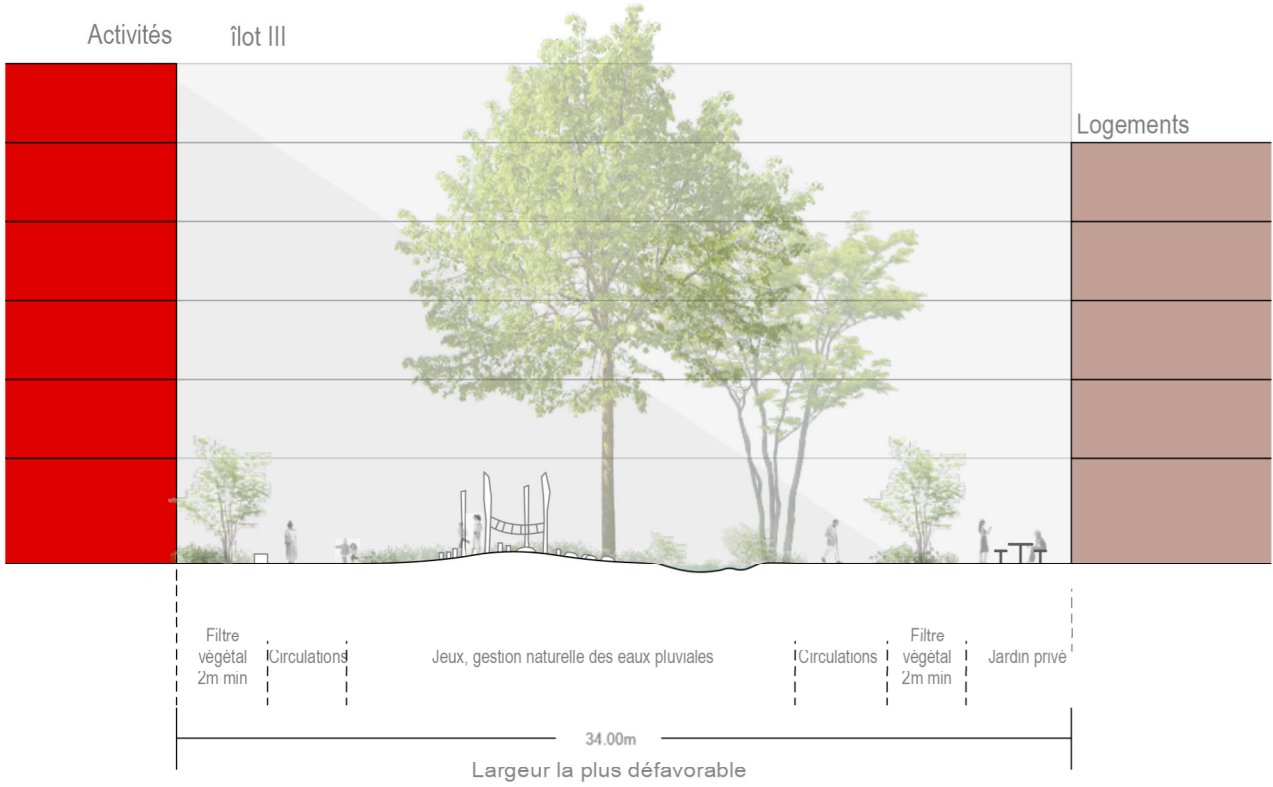 Activités
îlot III
Logements
Filtre
végétal
2m min
Circulations
Jeux, gestion naturelle des eaux pluviales
Circulations
Filtre
végétal
2m min
Jardin privé
34.00m
Largeur la plus défavorable